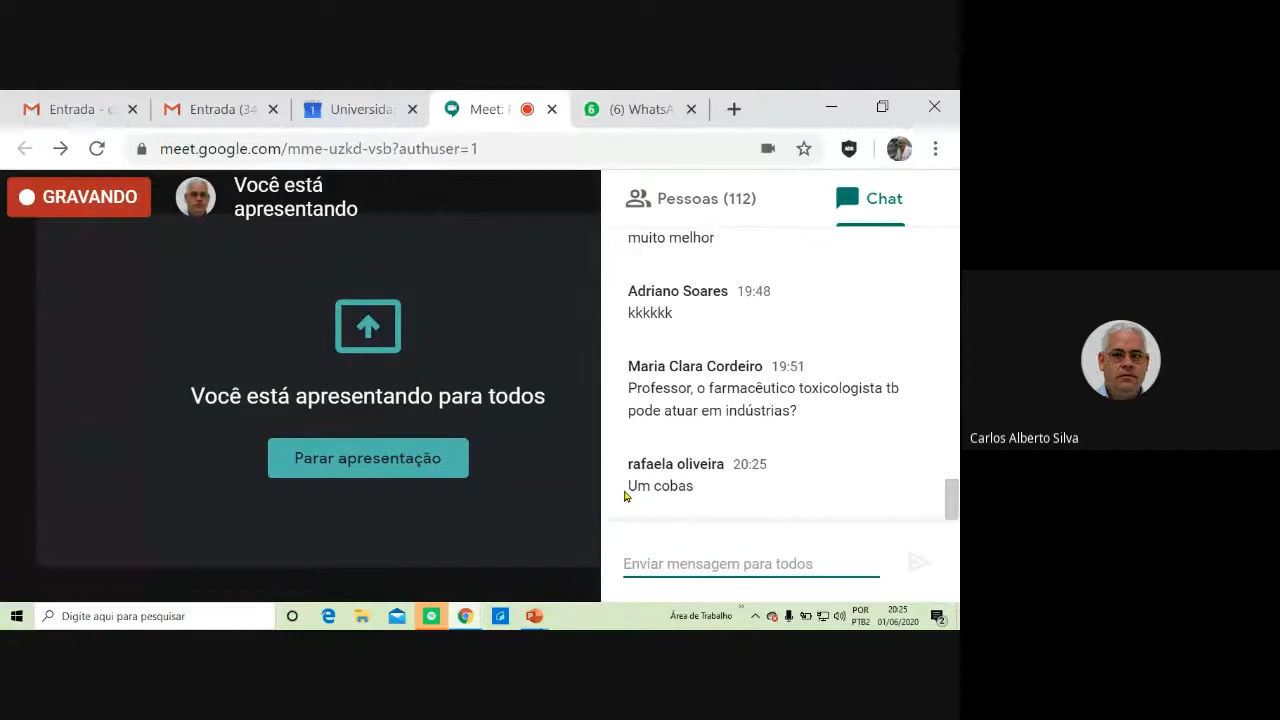 Entrada - e
Entrada (34
Universida
Meet:
(6) WhatsA
meet.google.com/mme-uzkd-vsb?authuser=1
GRAVANDO
Você está
apresentando
Pessoas (112)
Chat
muito melhor
Adriano Soares 19:48
kkkkkk
Maria Clara Cordeiro 19:51
Professor, o farmacêutico toxicologista tb
pode atuar em indústrias?
rafaela oliveira 20:25
Um cobas
Você está apresentando para todos
Parar apresentação
Enviar mensagem para todos
Carlos Alberto Silva
Digite aqui para pesquisar
Área de Trabalho
POR
PTB2
20:25
01/06/2020